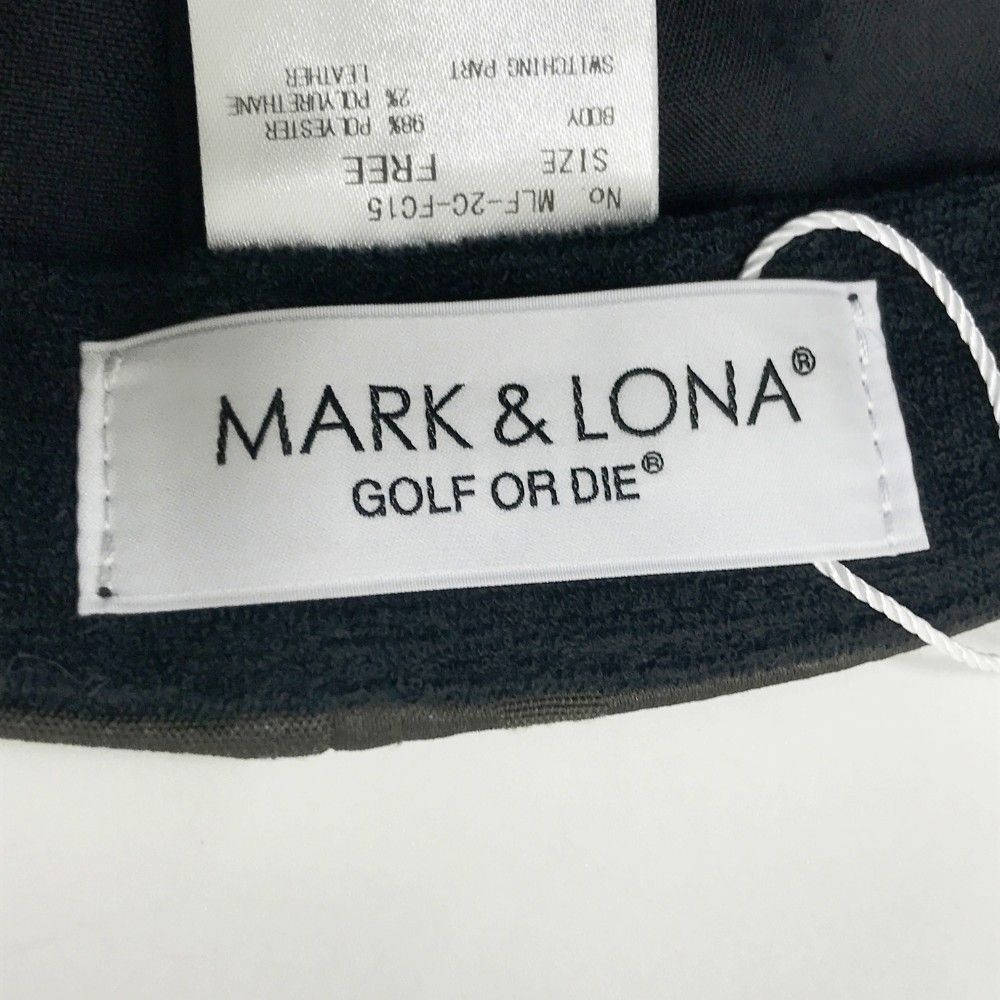 No. MLF-2C-FC15
SIZE FREE
BODY 98% POLYESTER
2% POLYURETHANE
SWITCHING PART LEATHER
MARK & LONA®
GOLF OR DIE®